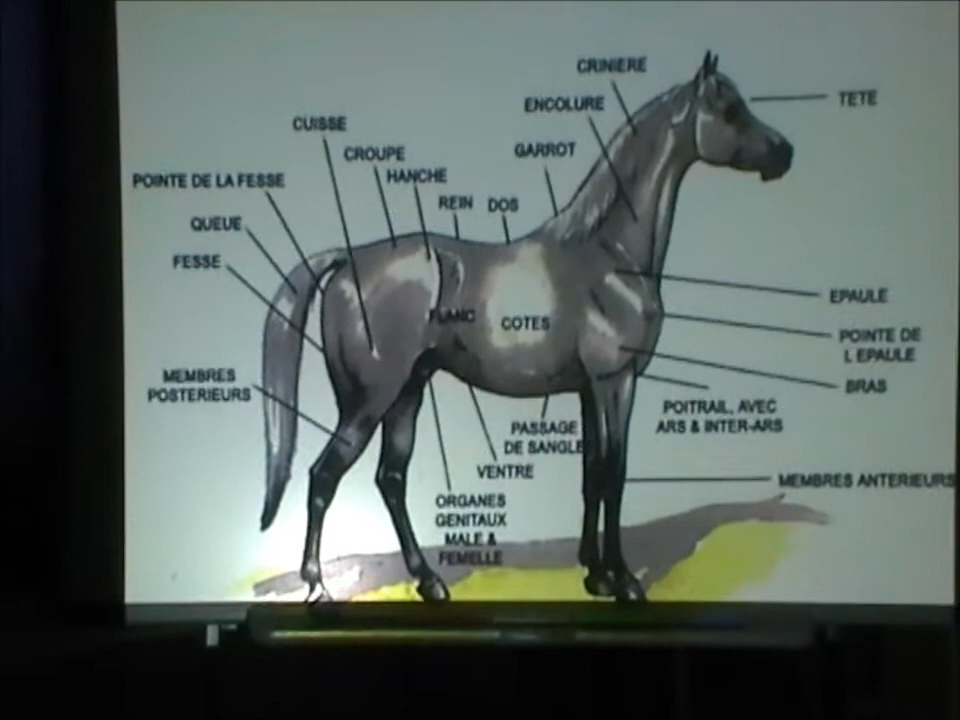 CRINIERE
TETE
ENCOLURE
CUISSE
GARROT
CROUPE
HANCHE
POINTE DE LA FESSE
REIN
DOS
QUEUE
FESSE
EPAULE
FLANC
COTES
POINTE DE
L EPAULE
MEMBRES
POSTERIEURS
BRAS
POITRAIL, AVEC
ARS & INTER-ARS
PASSAGE
DE SANGLE
VENTRE
MEMBRES ANTERIEURS
ORGANES
GENITAUX
MALE &
FEMELLE